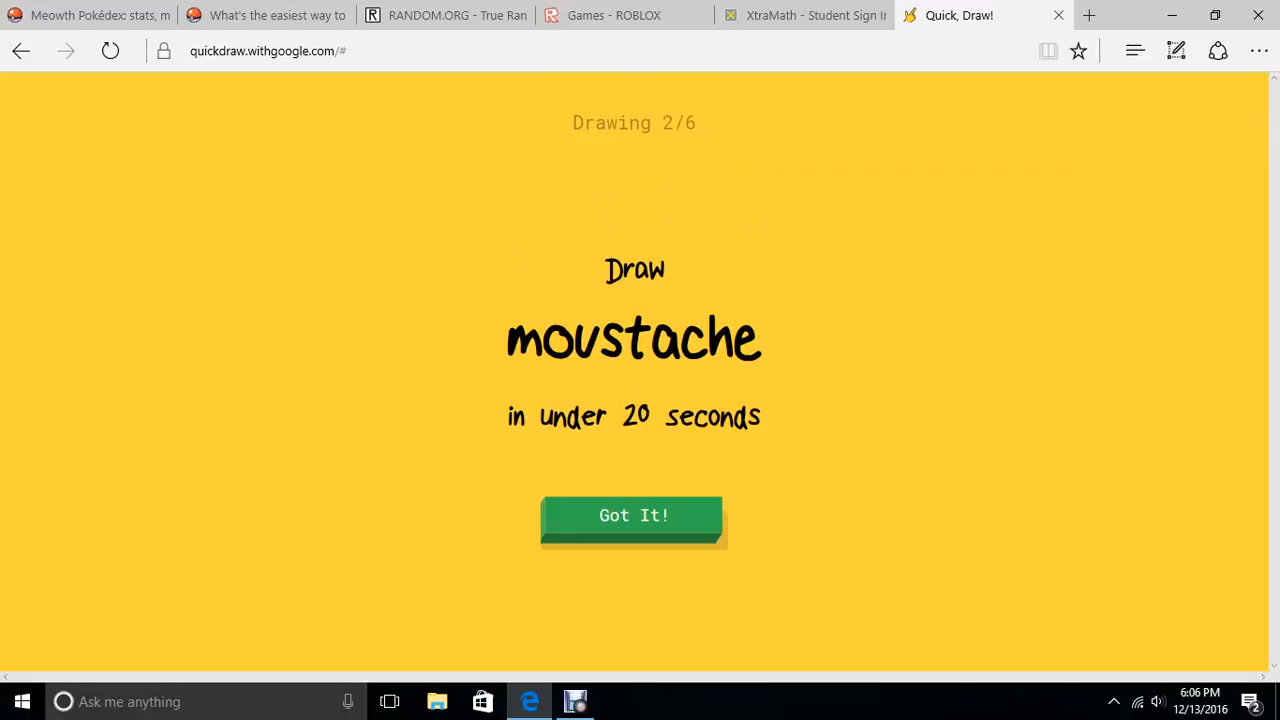 Meowth Pokédex: stats, m
What's the easiest way to
RANDOM.ORG - True Ran
Games - ROBLOX
XtraMath - Student Sign In
Quick, Draw!
quickdraw.withgoogle.com/#
Drawing 2/6
Draw
moustache
in under 20 seconds
Got It!
Ask me anything
6:06 PM
12/13/2016
2